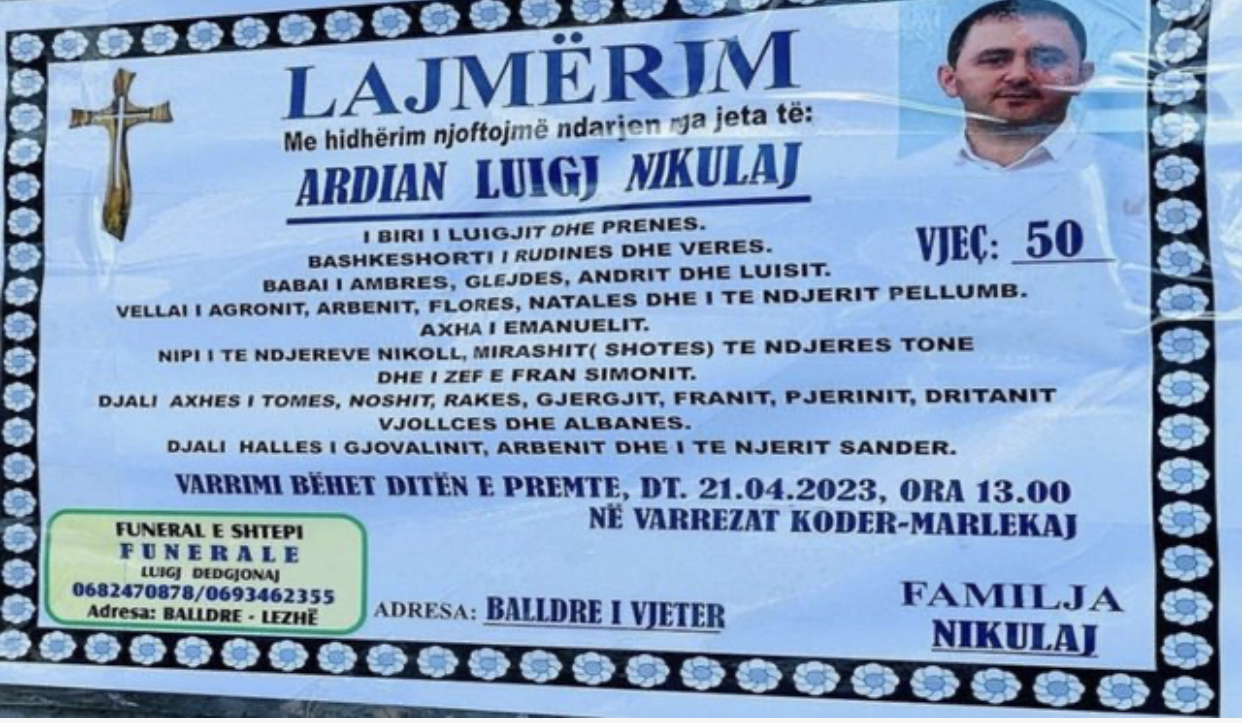 LAJMËRIM
Me hidhërim njoftojmë ndarjen nga jeta të:
ARDIAN LUIGJ NIKULAJ
I BIRI I LUIGJIT DHE PRENES.
BASHKESHORTI I RUDINES DHE VERES.
VJEÇ: 50
BABAI I AMBRES, GLEJDES, ANDRIT DHE LUISIT.
VELLAI I AGRONIT, ARBENIT, FLORES, NATALES DHE I TE NDJERIT PELLUMB.
AXHA I EMANUELIT.
NIPI I TE NDJEREVE NIKOLL, MIRASHIT( SHOTES) TE NDJERES TONE
DHE I ZEF E FRAN SIMONIT.
DJALI AXHES I TOMES, NOSHIT, RAKES, GJERGJIT, FRANIT, PJERINIT, DRITANIT
VJOLLCES DHE ALBANES.
DJALI HALLES I GJOVALINIT, ARBENIT DHE I TE NJERIT SANDER.
VARRIMI BËHET DITËN E PREMTE, DT. 21.04.2023, ORA 13.00
NË VARREZAT KODER-MARLEKAJ
FUNERAL E SHTEPI
FUNERALE
LUIGJ DEDGJONAJ
0682470878/0693462355
Adresa: BALLDRE - LEZHË
ADRESA: BALLDRE I VJETER
FAMILJA
NIKULAJ